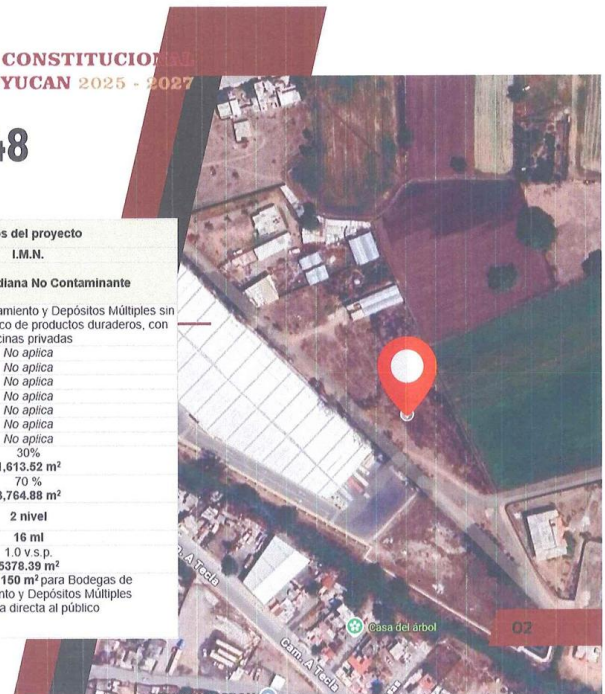 CONSTITUCIONAL
YUCAN 2025 - 2027
48
s del proyecto
I.M.N.
diana No Contaminante
amiento y Depósitos Múltiples sin
co de productos duraderos, con
cinas privadas
No aplica
No aplica
No aplica
No aplica
No aplica
No aplica
No aplica
30%
,613.52 m²
70 %
3,764.88 m²
2 nivel
16 ml
1.0 v.s.p.
5378.39 m²
150 m² para Bodegas de
nto y Depósitos Múltiples
a directa al público
Cam. A Tecla
Casa del árbol
Cam. A Tecla
02